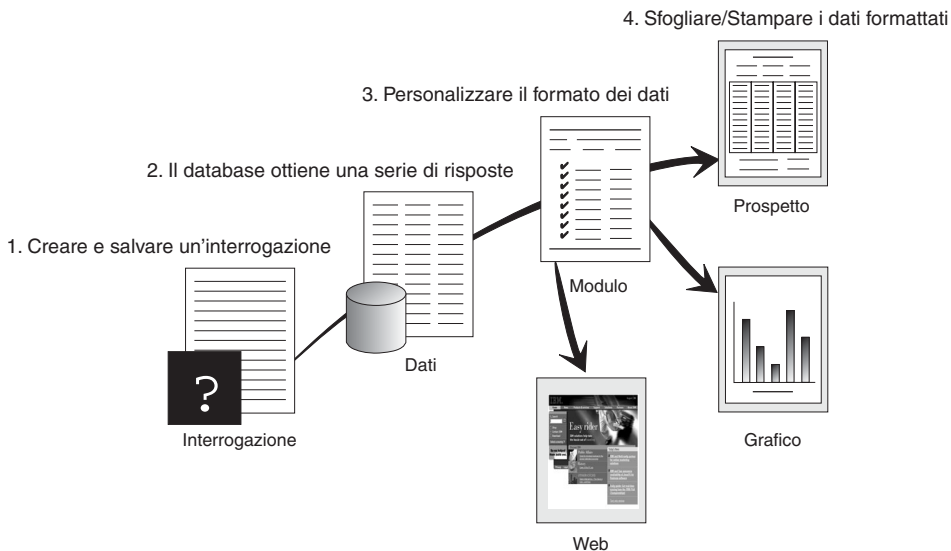 4. Sfogliare/Stampare i dati formattati
3. Personalizzare il formato dei dati
2. Il database ottiene una serie di risposte
1. Creare e salvare un'interrogazione
Prospetto
Modulo
Dati
?
Interrogazione
Grafico
Easy rider
Web